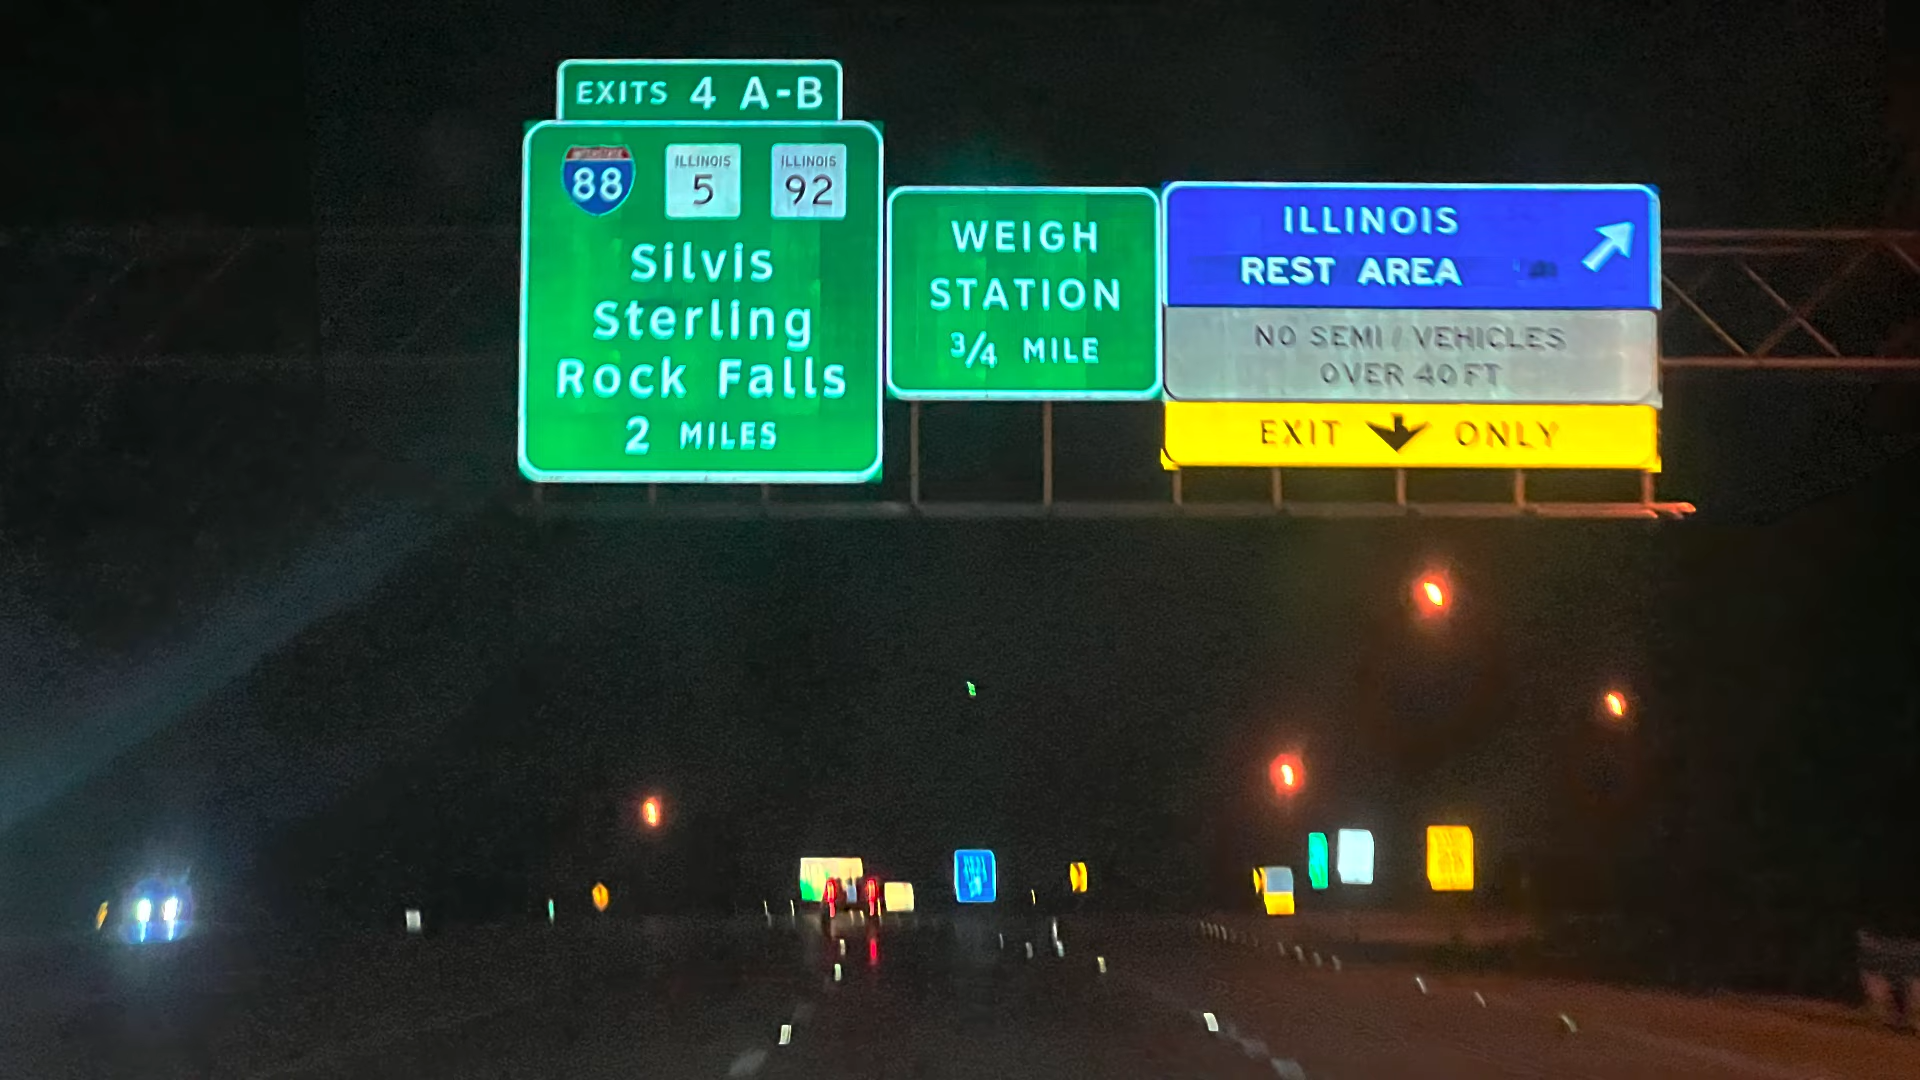 EXITS 4 A-B
88
ILLINOIS 5
ILLINOIS 92
Silvis
Sterling
Rock Falls
2 MILES
WEIGH
STATION
3/4 MILE
ILLINOIS
REST AREA
NO SEMI / VEHICLES
OVER 40 FT
EXIT ONLY